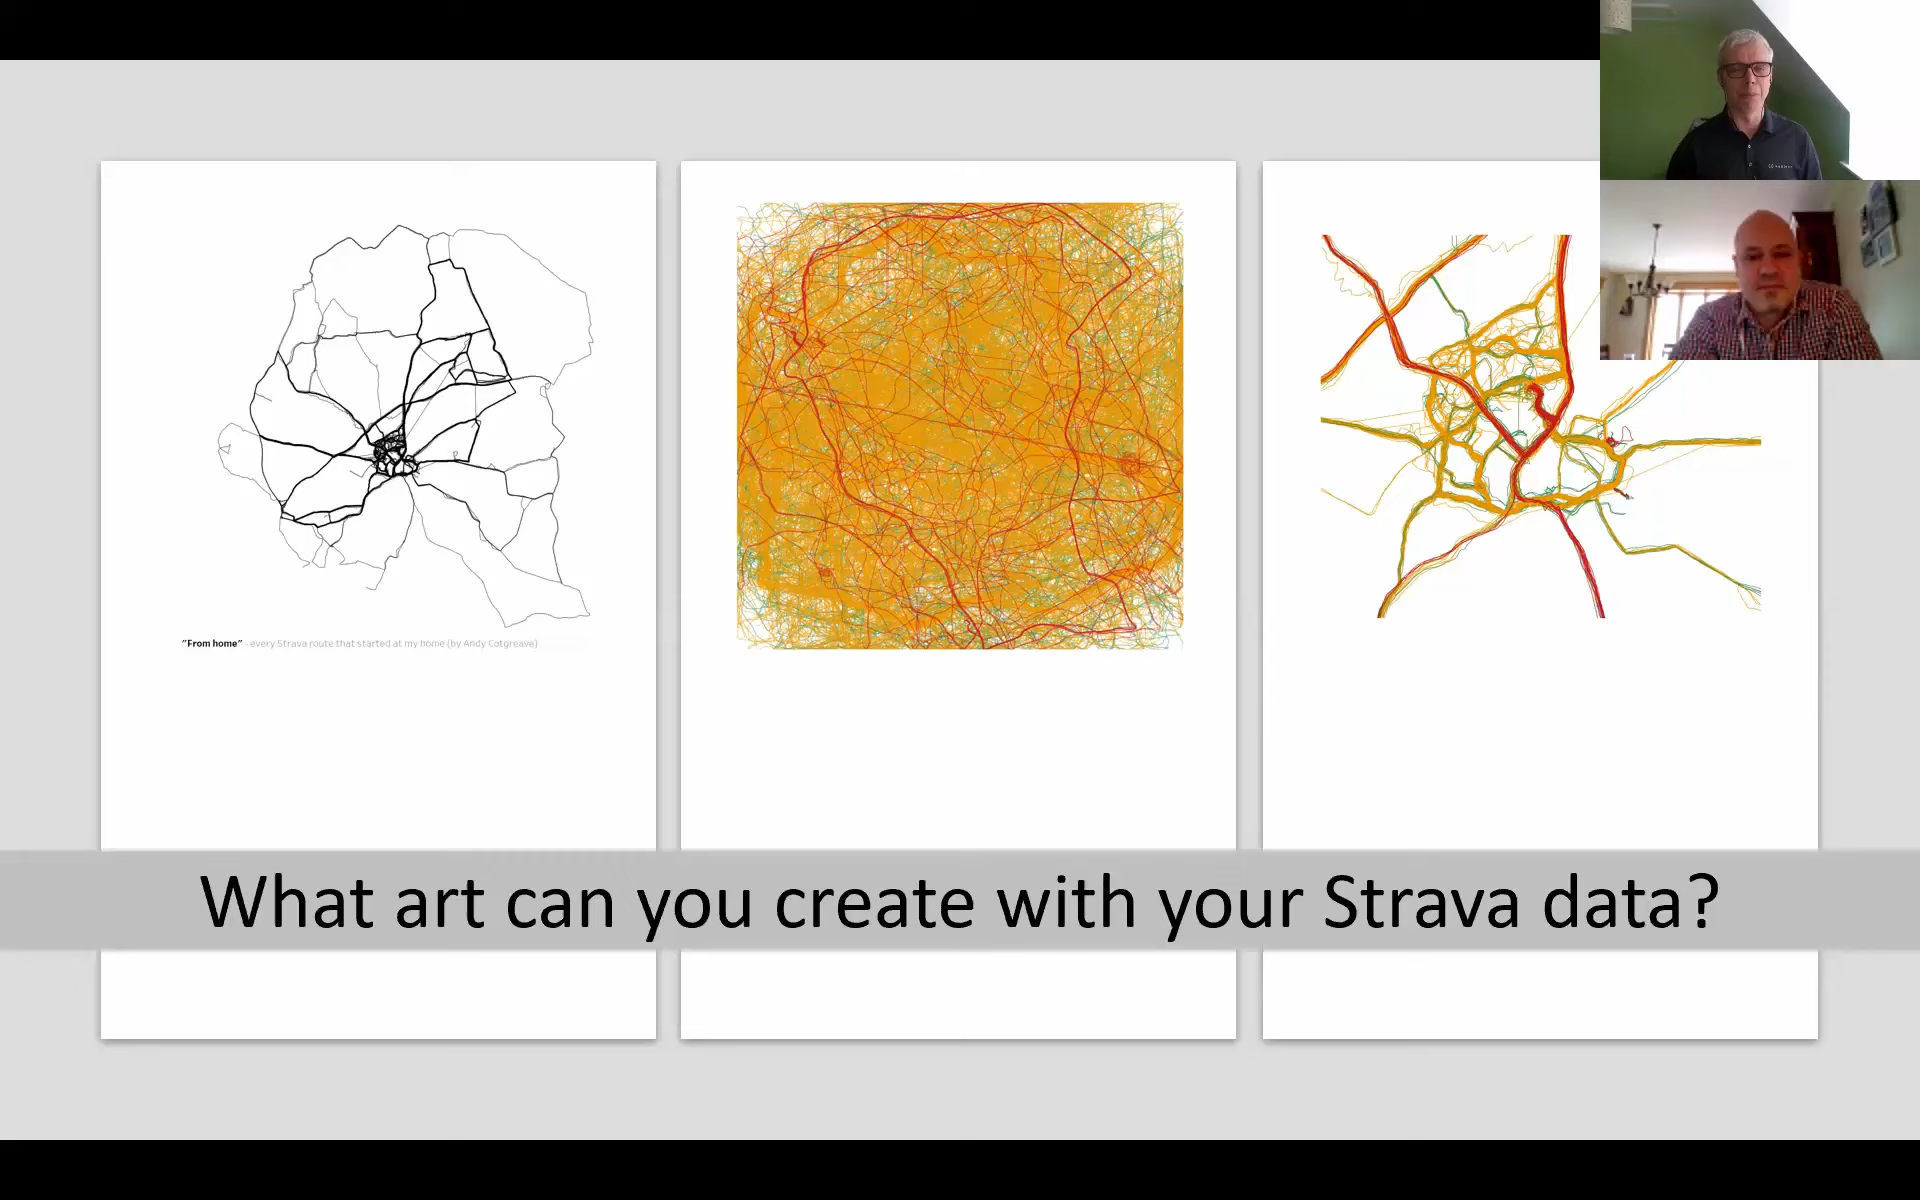 "From home" - every Strava route that started at my home (by Andy Cotgreave)
What art can you create with your Strava data?